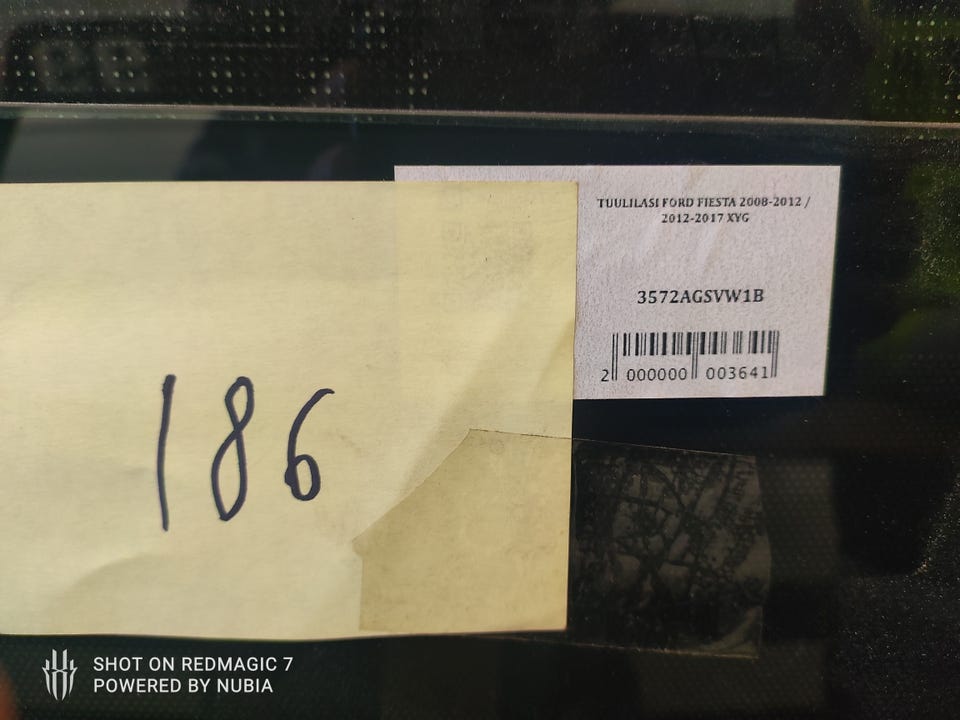 TUULILASI FORD FIESTA 2008-2012 /
2012-2017 XYG
3572AGSVW1B
2 000000 003641
186
SHOT ON REDMAGIC 7
POWERED BY NUBIA